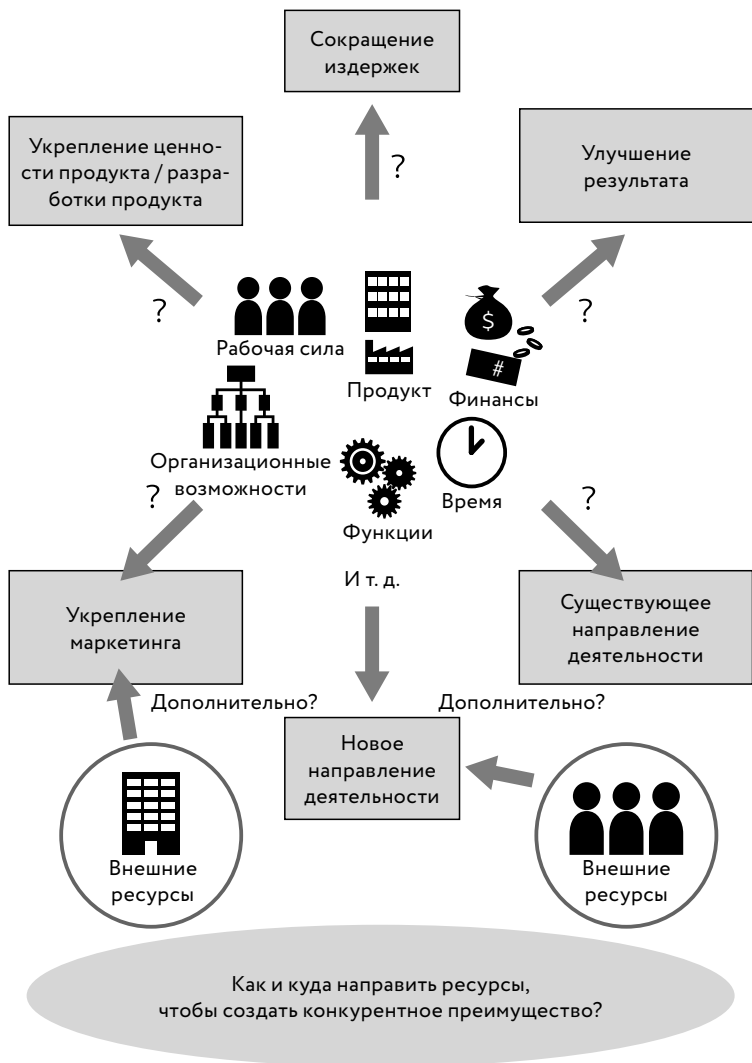 Сокращение
издержек
Укрепление ценно-
сти продукта / разра-
ботки продукта
?
Улучшение
результата
?
?
$
#
Рабочая сила
Продукт
Финансы
Организационные
возможности
?
Функции
Время
?
И т. д.
Укрепление
маркетинга
Существующее
направление
деятельности
Дополнительно?
Дополнительно?
Новое
направление
деятельности
Внешние
ресурсы
Внешние
ресурсы
Как и куда направить ресурсы,
чтобы создать конкурентное преимущество?